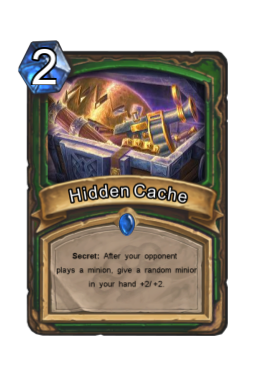 2
Hidden Cache
Secret: After your opponent
plays a minion, give a random minion
in your hand +2/ +2.